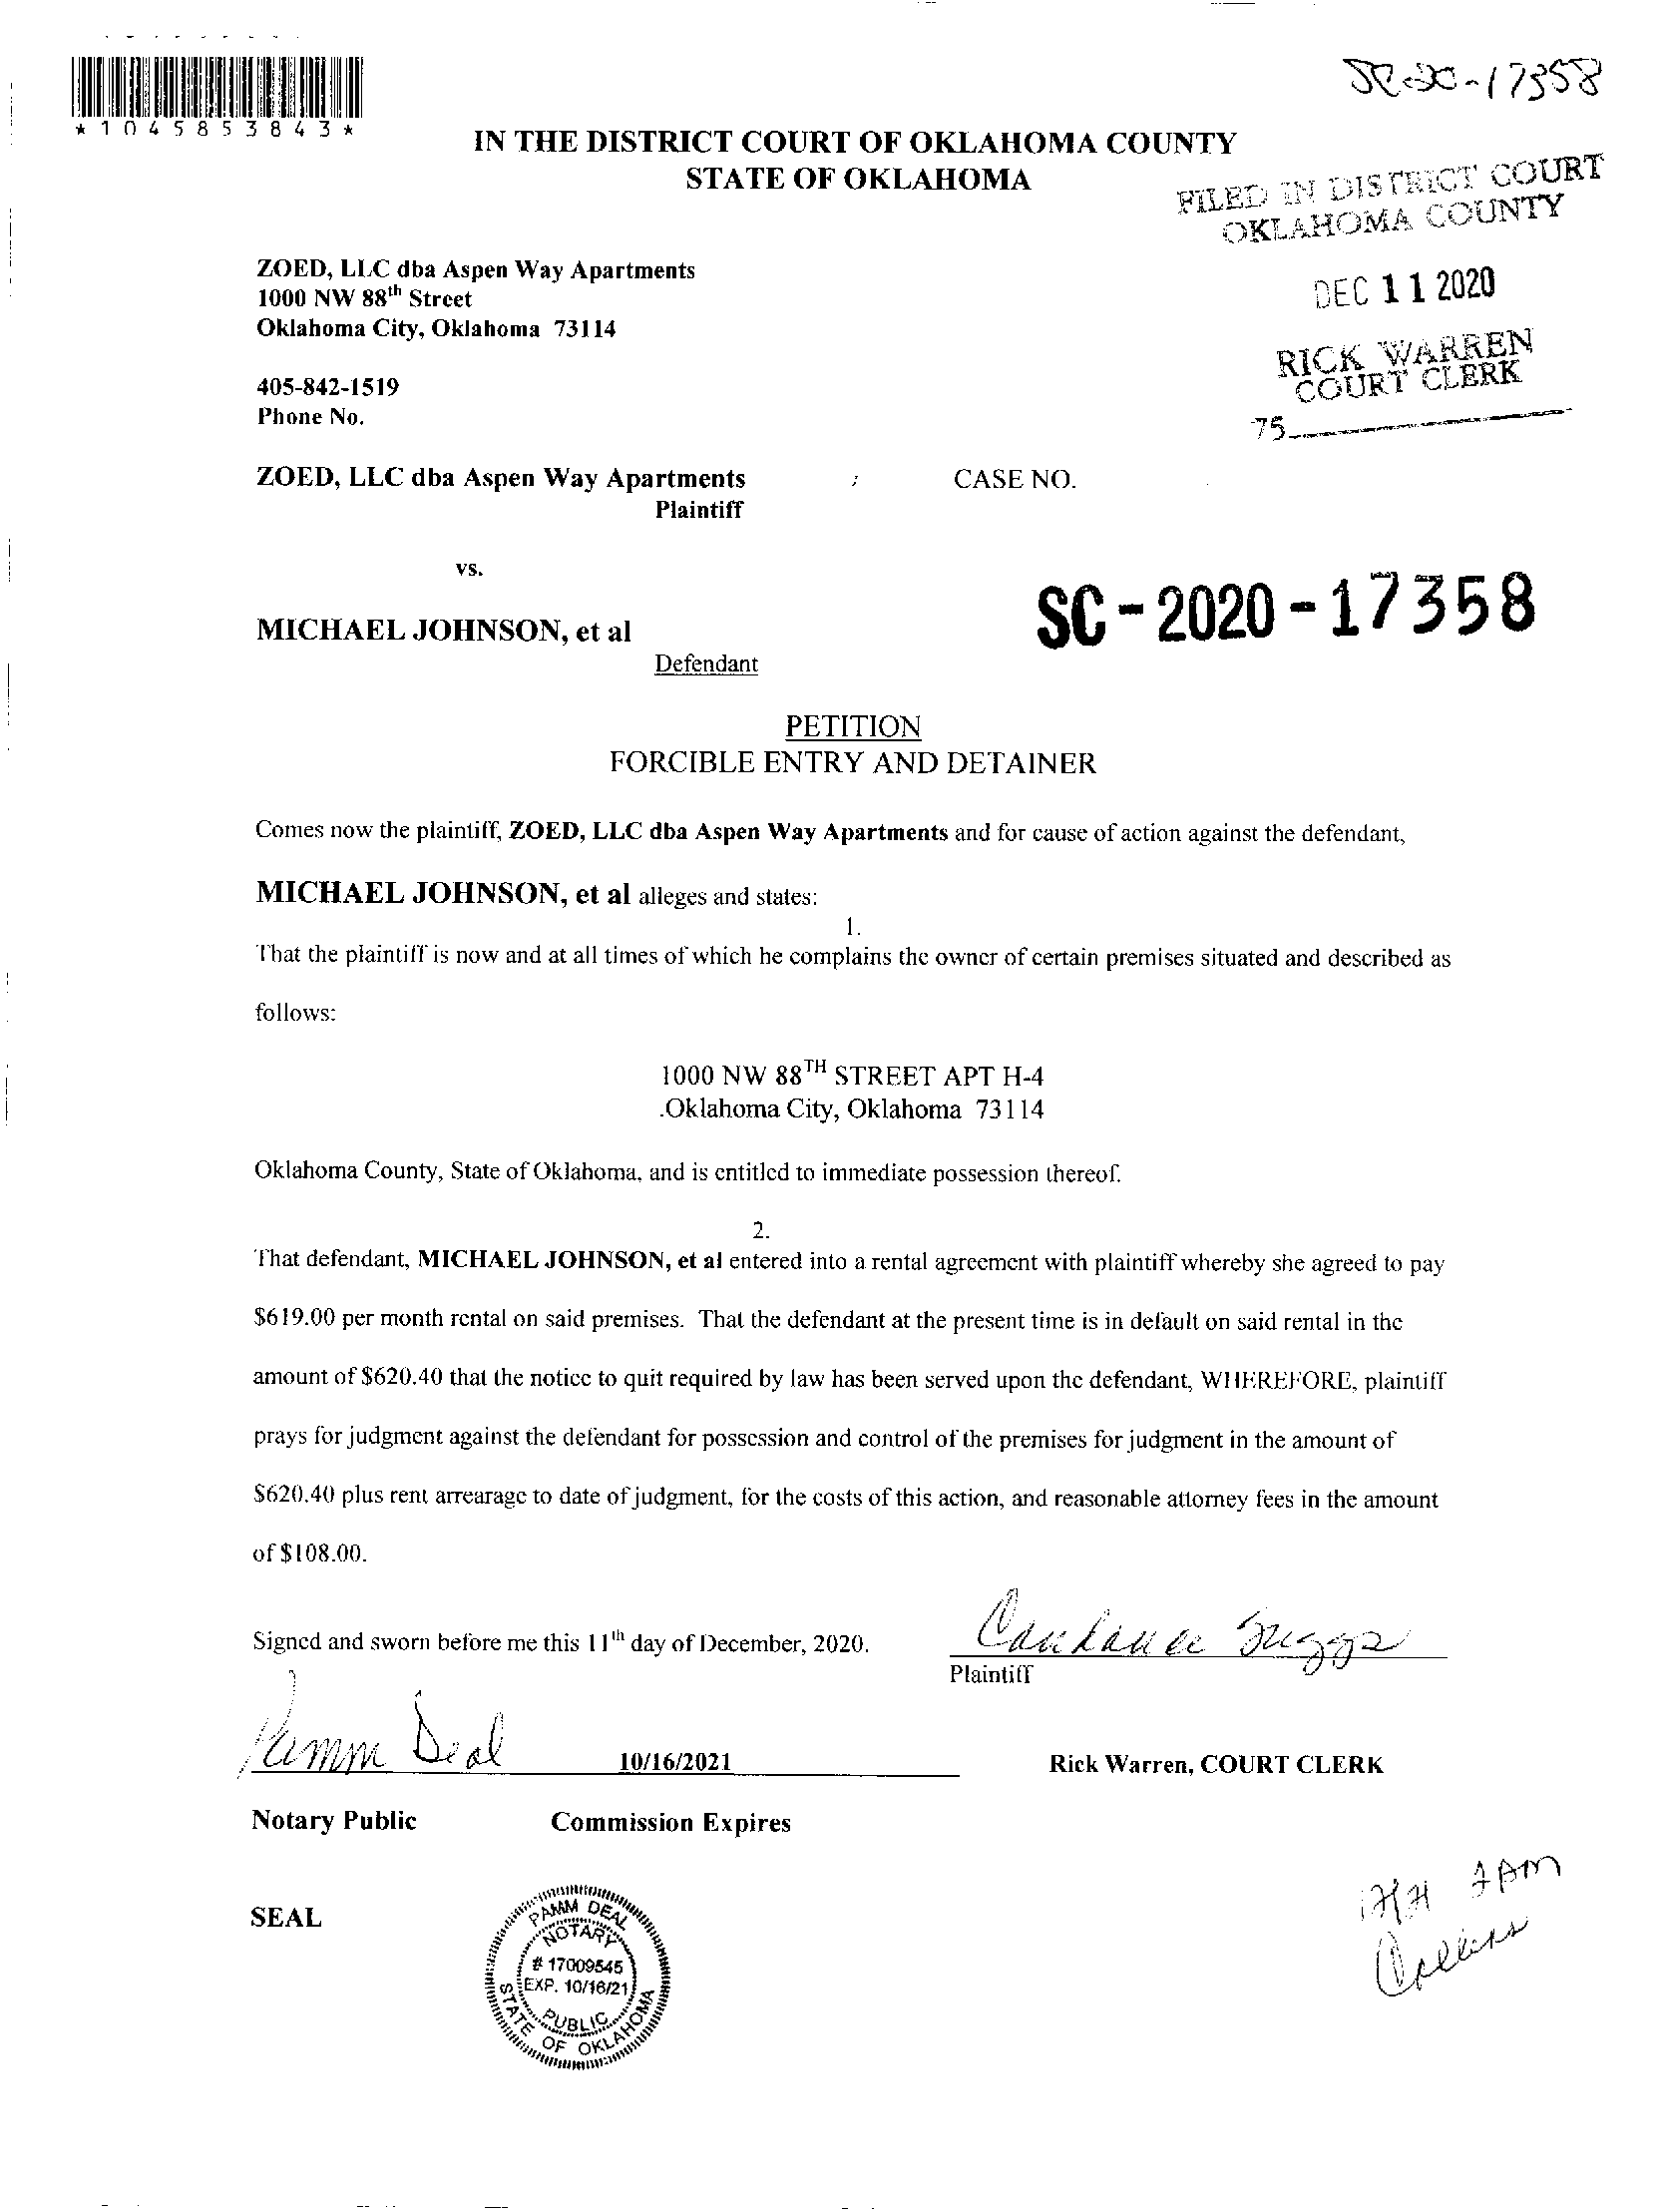 SC-20-17358
*1045853843*
IN THE DISTRICT COURT OF OKLAHOMA COUNTY
STATE OF OKLAHOMA
FILED IN DISTRICT COURT
OKLAHOMA COUNTY
DEC 11 2020
RICK WARREN
COURT CLERK
75
ZOED, LLC dba Aspen Way Apartments
1000 NW 88th Street
Oklahoma City, Oklahoma 73114
405-842-1519
Phone No.
ZOED, LLC dba Aspen Way Apartments ; CASE NO.
Plaintiff
vs.
SC-2020-17358
MICHAEL JOHNSON, et al
Defendant
PETITION
FORCIBLE ENTRY AND DETAINER
Comes now the plaintiff, ZOED, LLC dba Aspen Way Apartments and for cause of action against the defendant,
MICHAEL JOHNSON, et al alleges and states:
1.
That the plaintiff is now and at all times of which he complains the owner of certain premises situated and described as
follows:
1000 NW 88TH STREET APT H-4
.Oklahoma City, Oklahoma 73114
Oklahoma County, State of Oklahoma, and is entitled to immediate possession thereof.
2.
That defendant, MICHAEL JOHNSON, et al entered into a rental agreement with plaintiff whereby she agreed to pay
$619.00 per month rental on said premises. That the defendant at the present time is in default on said rental in the
amount of $620.40 that the notice to quit required by law has been served upon the defendant, WHEREFORE, plaintiff
prays for judgment against the defendant for possession and control of the premises for judgment in the amount of
$620.40 plus rent arrearage to date of judgment, for the costs of this action, and reasonable attorney fees in the amount
of $108.00.
Signed and sworn before me this 11th day of December, 2020.
Candance Suggs
Plaintiff
Pamm Deal 10/16/2021
Rick Warren, COURT CLERK
Notary Public Commission Expires
SEAL
PAMM DEAL
NOTARY
# 17009545
EXP. 10/16/21
PUBLIC
STATE OF OKLAHOMA
Collins